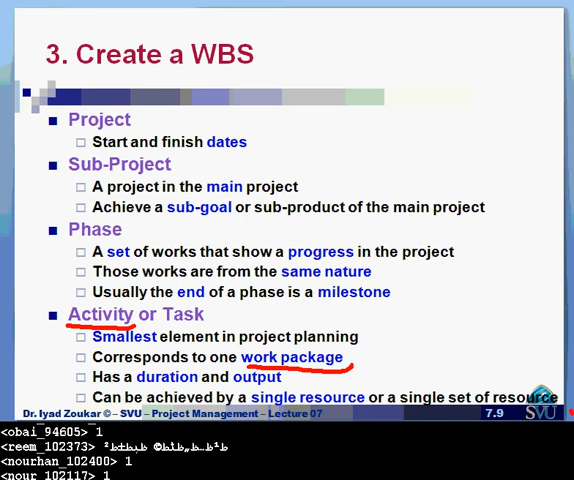 3. Create a WBS
Project
Start and finish dates
Sub-Project
A project in the main project
Achieve a sub-goal or sub-product of the main project
Phase
A set of works that show a progress in the project
Those works are from the same nature
Usually the end of a phase is a milestone
Activity or Task
Smallest element in project planning
Corresponds to one work package
Has a duration and output
Can be achieved by a single resource or a single set of resource
Dr. Iyad Zoukar © – SVU – Project Management – Lecture 07
7.9
SVU
<obai_94605> 1
<reem_102373>
<nourhan_102400> 1
<nour_102117> 1